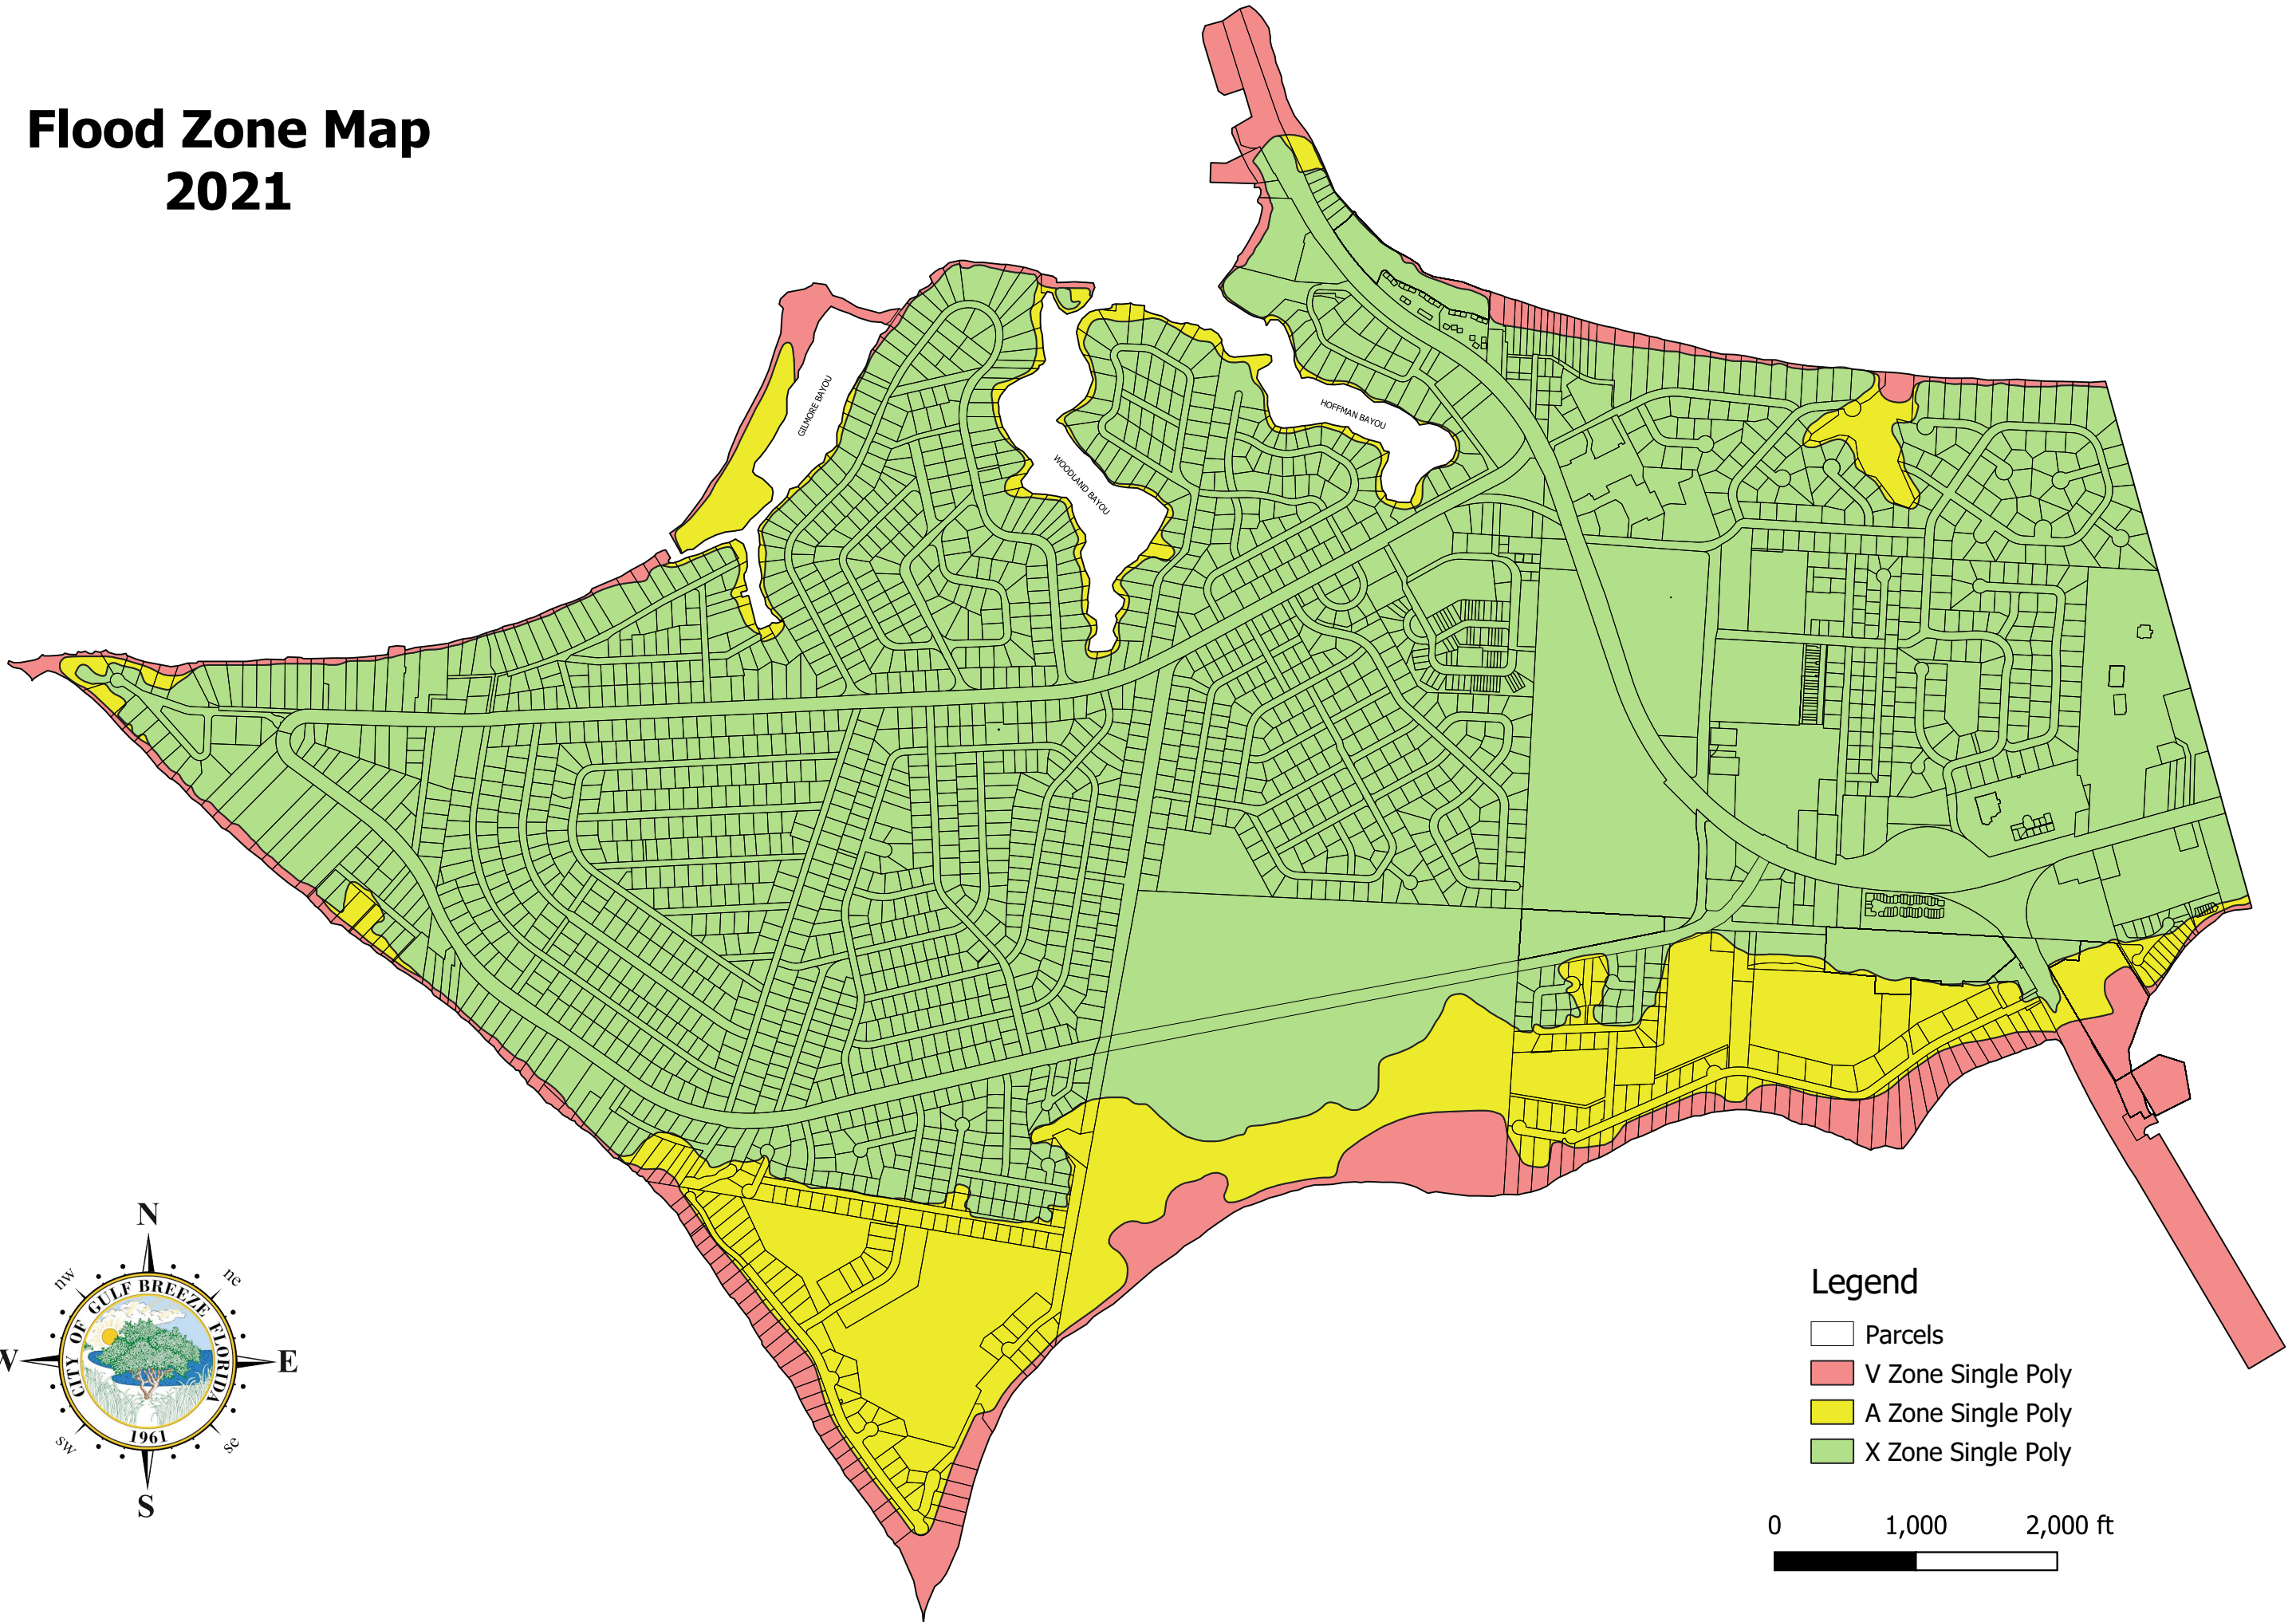 Flood Zone Map
2021
GILMORE BAYOU
WOODLAND BAYOU
HOFFMAN BAYOU
N
nw
ne
W
E
sw
se
S
CITY OF GULF BREEZE FLORIDA
1961
Legend
Parcels
V Zone Single Poly
A Zone Single Poly
X Zone Single Poly
0 1,000 2,000 ft